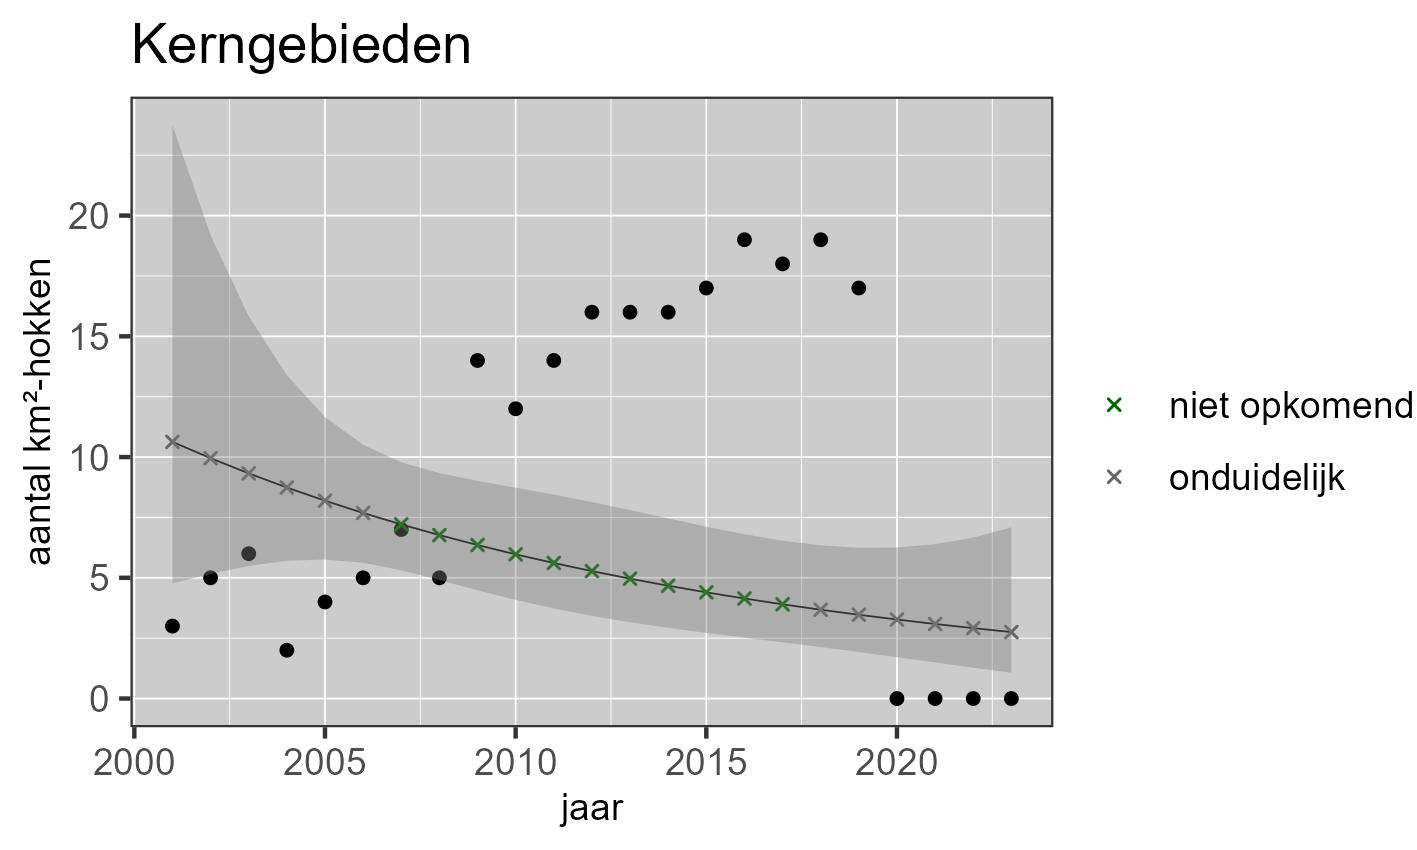 Kerngebieden
aantal km²-hokken
20
15
10
5
0
2000 2005 2010 2015 2020
jaar
niet opkomend
onduidelijk